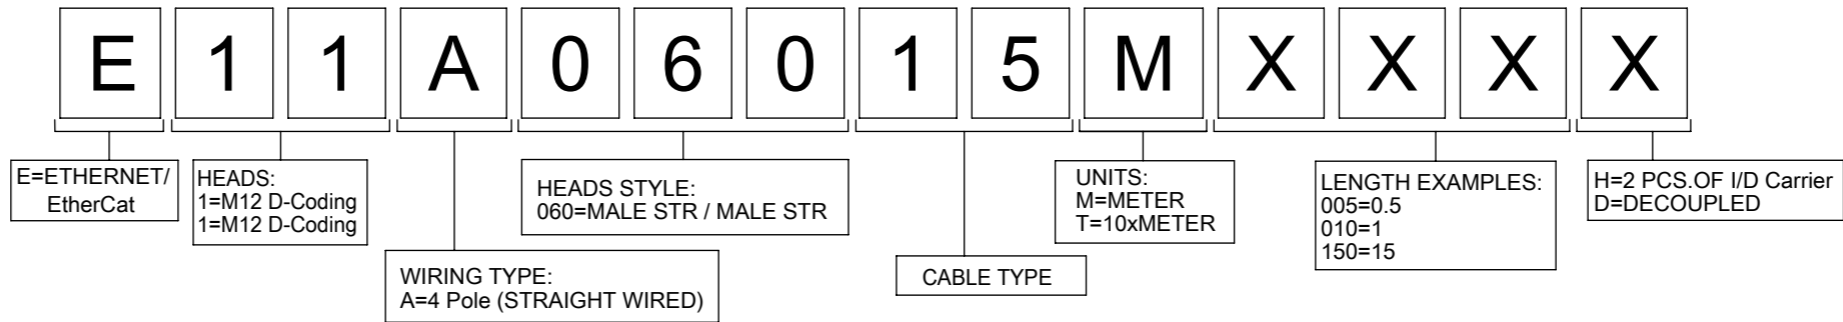 E 1 1 A 0 6 0 1 5 M X X X X
E=ETHERNET/
EtherCat
HEADS:
1=M12 D-Coding
1=M12 D-Coding
WIRING TYPE:
A=4 Pole (STRAIGHT WIRED)
HEADS STYLE:
060=MALE STR / MALE STR
CABLE TYPE
UNITS:
M=METER
T=10xMETER
LENGTH EXAMPLES:
005=0.5
010=1
150=15
H=2 PCS.OF I/D Carrier
D=DECOUPLED